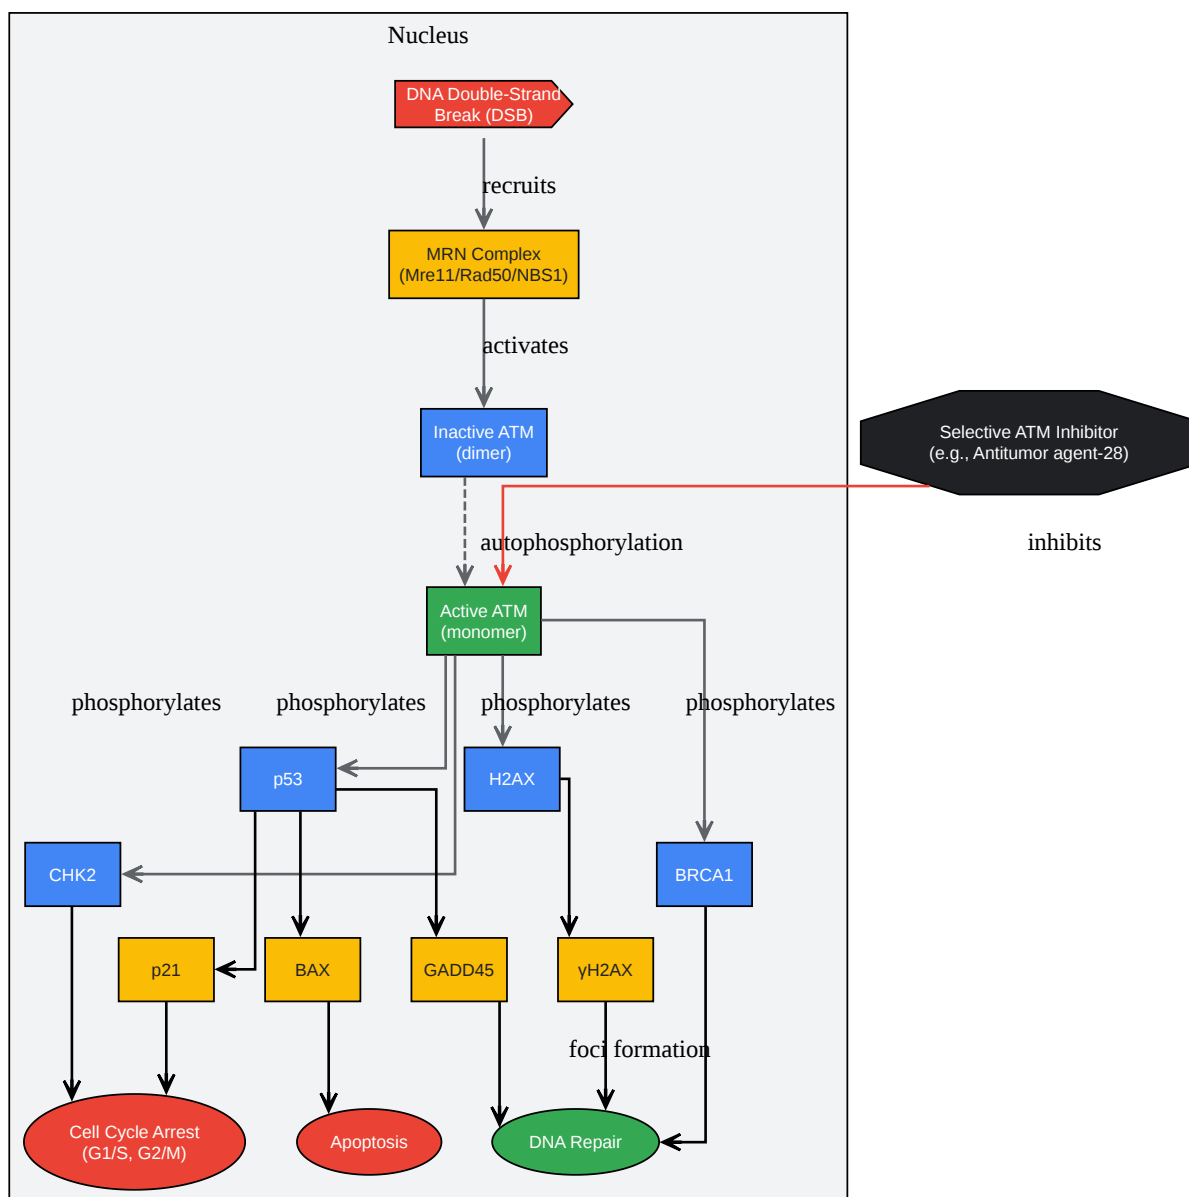 Nucleus
DNA Double-Strand
Break (DSB)
recruits
MRN Complex
(Mre11/Rad50/NBS1)
activates
Inactive ATM
(dimer)
Selective ATM Inhibitor
(e.g., Antitumor agent-28)
autophosphorylation
inhibits
Active ATM
(monomer)
phosphorylates
phosphorylates
phosphorylates
phosphorylates
p53
H2AX
CHK2
BRCA1
p21
BAX
GADD45
γH2AX
foci formation
Cell Cycle Arrest
(G1/S, G2/M)
Apoptosis
DNA Repair